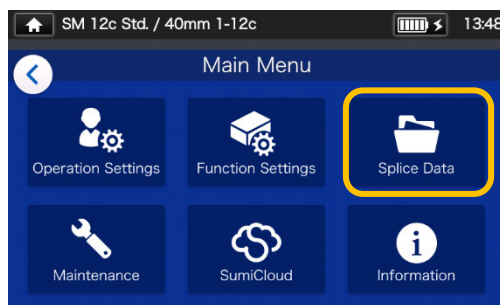 SM 12c Std. / 40mm 1-12c 13:48
Main Menu
Operation Settings Function Settings Splice Data
Maintenance SumiCloud Information